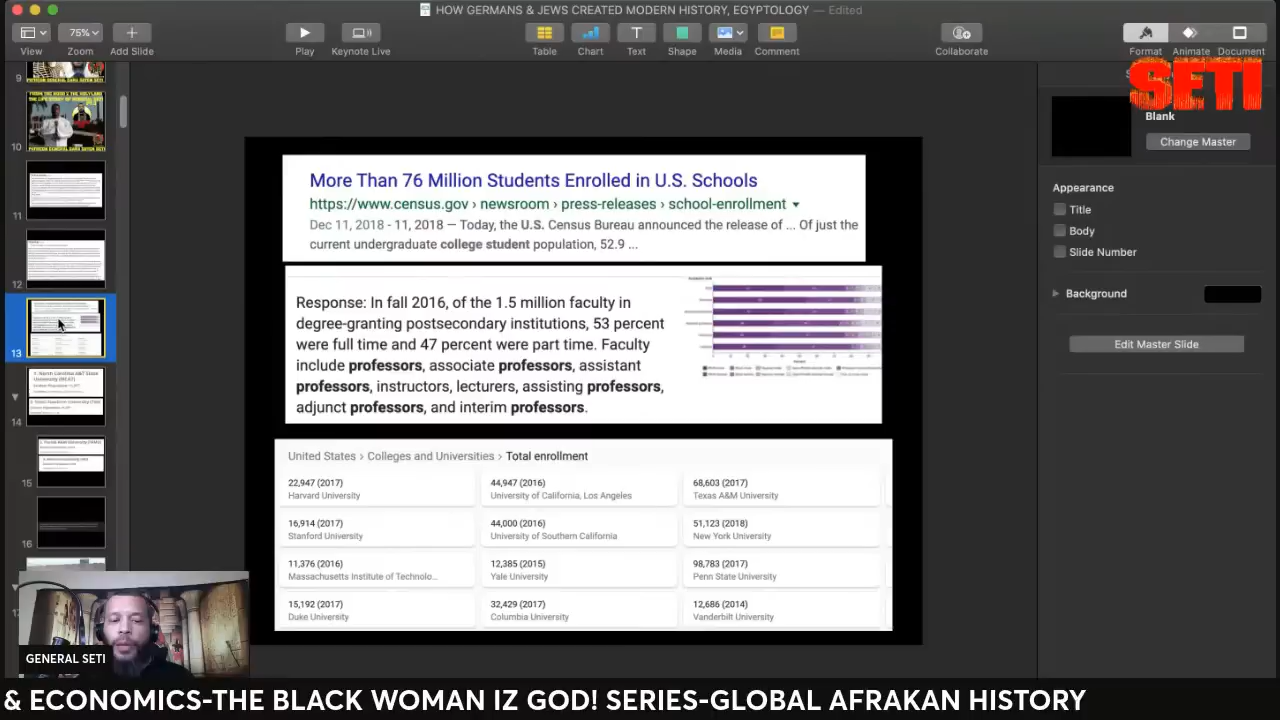 HOW GERMANS & JEWS CREATED MODERN HISTORY, EGYPTOLOGY — Edited
75%
View
Zoom
Add Slide
Play
Keynote Live
Table
Chart
Text
Shape
Media
Comment
Collaborate
Format
Animate
Document
SETI
Blank
Change Master
Appearance
Title
Body
Slide Number
Background
Edit Master Slide
9
10
11
12
13
14
15
16
More Than 76 Million Students Enrolled in U.S. Schools
https://www.census.gov › newsroom › press-releases › school-enrollment
Dec 11, 2018 - 11, 2018 — Today, the U.S. Census Bureau announced the release of ... Of just the
current undergraduate college student population, 52.9 ...
Response: In fall 2016, of the 1.5 million faculty in
degree-granting postsecondary institutions, 53 percent
were full time and 47 percent were part time. Faculty
include professors, associate professors, assistant
professors, instructors, lecturers, assisting professors,
adjunct professors, and interim professors.
United States › Colleges and Universities › Total enrollment
22,947 (2017)
Harvard University
44,947 (2016)
University of California, Los Angeles
68,603 (2017)
Texas A&M University
16,914 (2017)
Stanford University
44,000 (2016)
University of Southern California
51,123 (2018)
New York University
11,376 (2016)
Massachusetts Institute of Technolo...
12,385 (2015)
Yale University
98,783 (2017)
Penn State University
15,192 (2017)
Duke University
32,429 (2017)
Columbia University
12,686 (2014)
Vanderbilt University
GENERAL SETI
& ECONOMICS-THE BLACK WOMAN IZ GOD! SERIES-GLOBAL AFRAKAN HISTORY